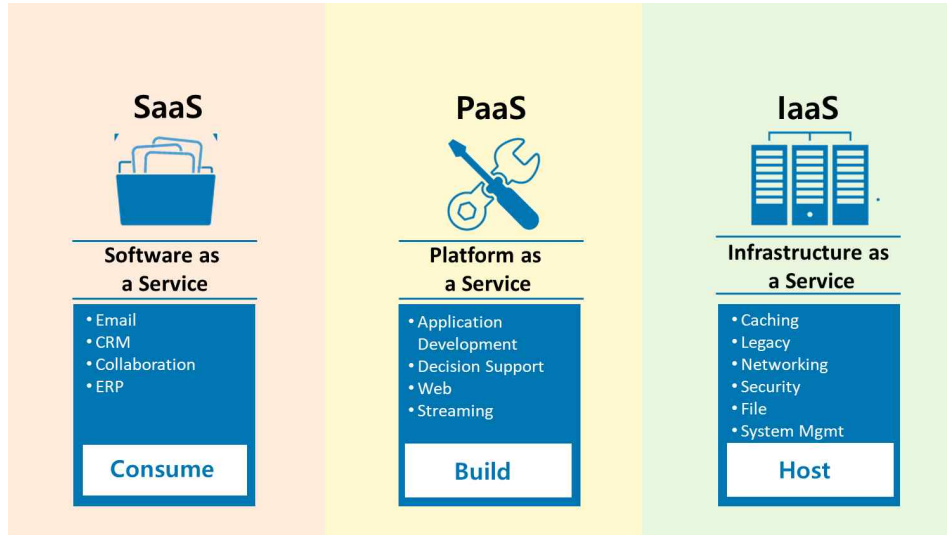 SaaS
Software as
a Service
• Email
• CRM
• Collaboration
• ERP
Consume
PaaS
Platform as
a Service
• Application
Development
• Decision Support
• Web
• Streaming
Build
IaaS
Infrastructure as
a Service
• Caching
• Legacy
• Networking
• Security
• File
• System Mgmt
Host